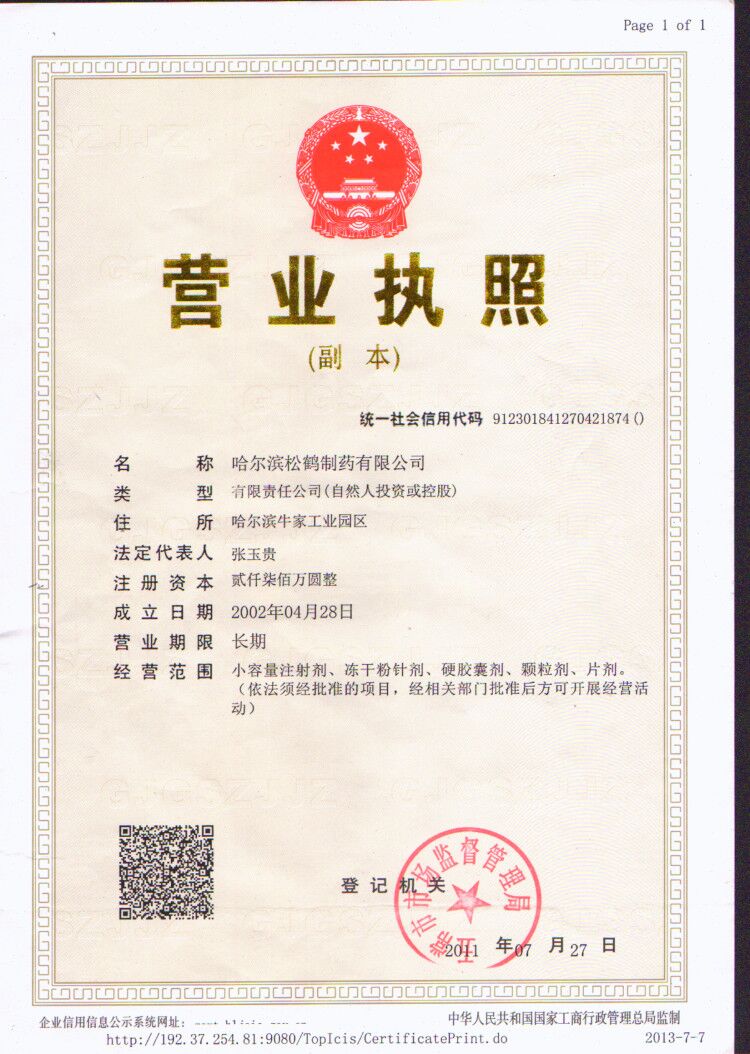 Page 1 of 1
营业执照
(副 本)
统一社会信用代码 912301841270421874()
名 称 哈尔滨松鹤制药有限公司
类 型 有限责任公司(自然人投资或控股)
住 所 哈尔滨牛家工业园区
法定代表人 张玉贵
注册资本 贰仟柒佰万圆整
成立日期 2002年04月28日
营业期限 长期
经营范围 小容量注射剂、冻干粉针剂、硬胶囊剂、颗粒剂、片剂。
(依法须经批准的项目，经相关部门批准后方可开展经营活
动)
五常市市场监督管理局
登记机关
2011 年 07 月 27 日
企业信用信息公示系统网址：
中华人民共和国国家工商行政管理总局监制
http://192.37.254.81:9080/TopIcis/CertificatePrint.do
2013-7-7